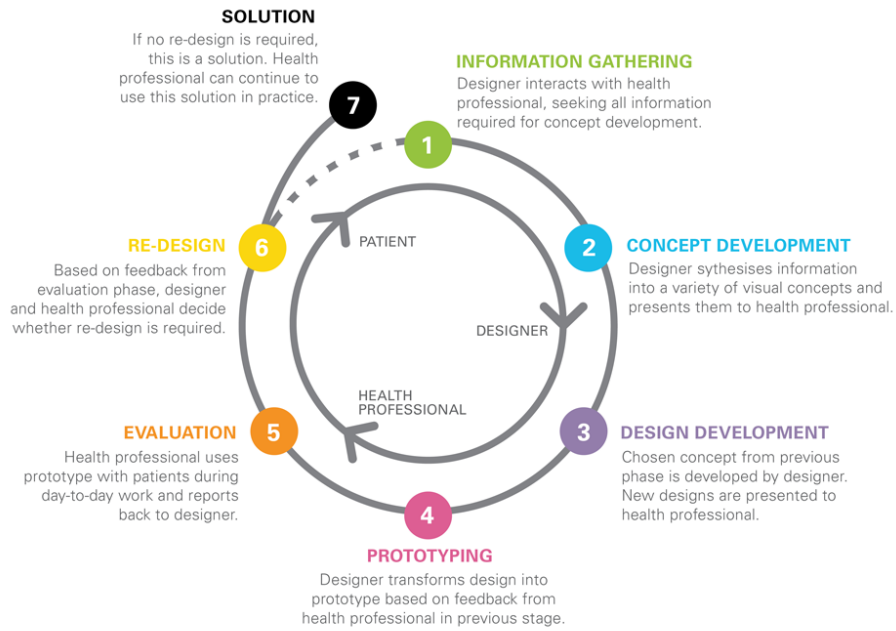 SOLUTION
If no re-design is required,
this is a solution. Health
professional can continue to
use this solution in practice.
7
INFORMATION GATHERING
Designer interacts with health
professional, seeking all information
required for concept development.
1
2
CONCEPT DEVELOPMENT
Designer sythesises information
into a variety of visual concepts and
presents them to health professional.
3
DESIGN DEVELOPMENT
Chosen concept from previous
phase is developed by designer.
New designs are presented to
health professional.
4
PROTOTYPING
Designer transforms design into
prototype based on feedback from
health professional in previous stage.
EVALUATION
5
Health professional uses
prototype with patients during
day-to-day work and reports
back to designer.
RE-DESIGN
6
Based on feedback from
evaluation phase, designer
and health professional decide
whether re-design is required.
PATIENT
DESIGNER
HEALTH
PROFESSIONAL